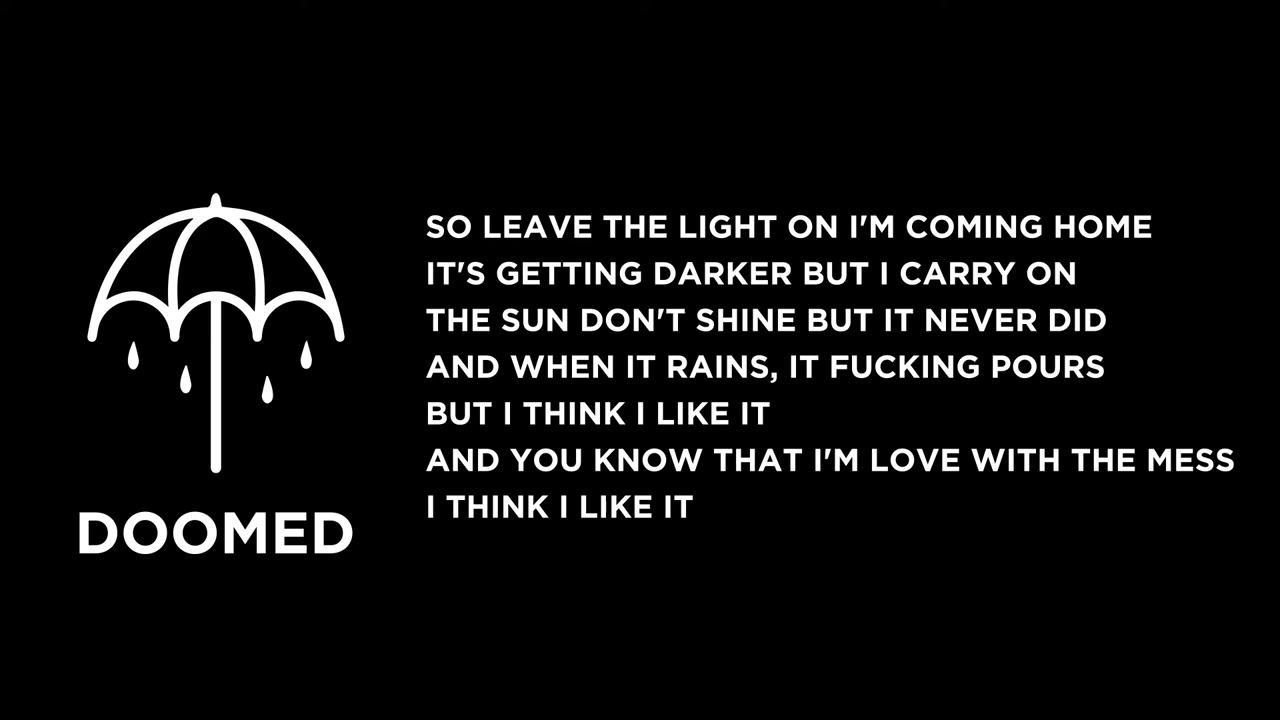 SO LEAVE THE LIGHT ON I'M COMING HOME
IT'S GETTING DARKER BUT I CARRY ON
THE SUN DON'T SHINE BUT IT NEVER DID
AND WHEN IT RAINS, IT FUCKING POURS
BUT I THINK I LIKE IT
AND YOU KNOW THAT I'M LOVE WITH THE MESS
I THINK I LIKE IT
DOOMED